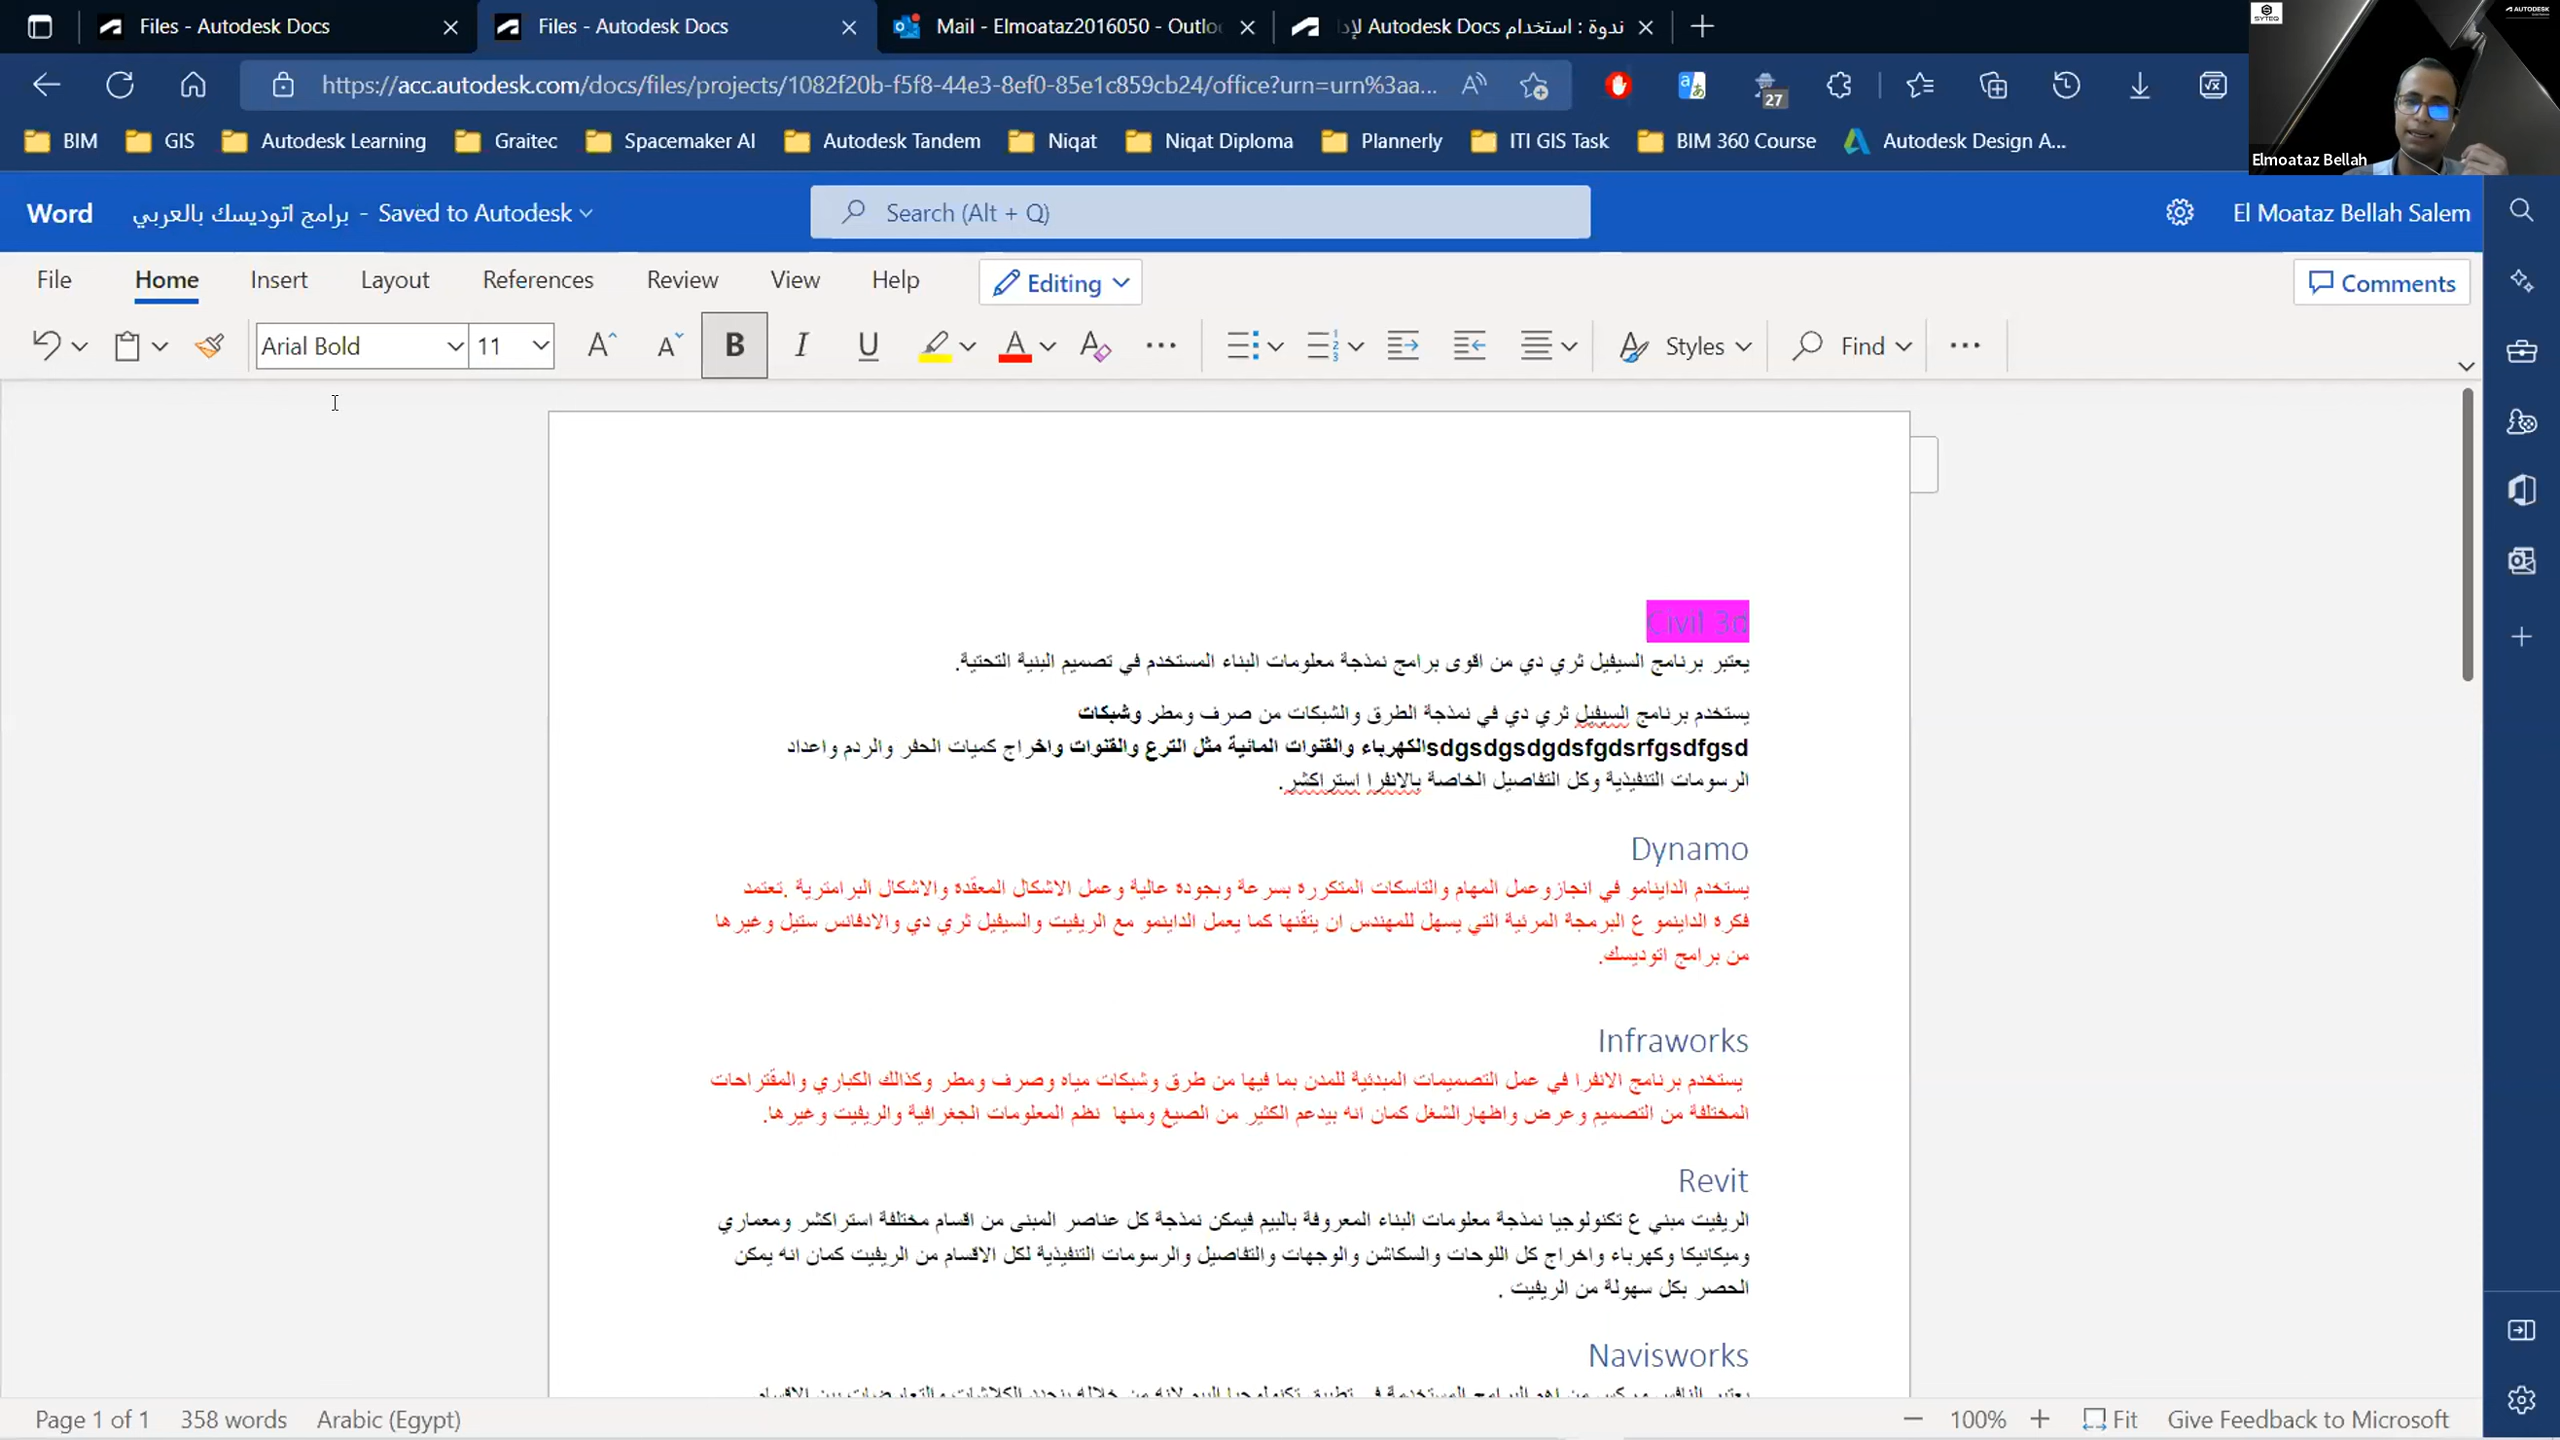 Files - Autodesk Docs
Files - Autodesk Docs
Mail - Elmoataz2016050 - Outlo
ندوة : استخدام Autodesk Docs لإدا
https://acc.autodesk.com/docs/files/projects/1082f20b-f5f8-44e3-8ef0-85e1c859cb24/office?urn=urn%3aa...
27
BIM
GIS
Autodesk Learning
Graitec
Spacemaker AI
Autodesk Tandem
Niqat
Niqat Diploma
Plannerly
ITI GIS Task
BIM 360 Course
Autodesk Design A...
SYTEQ
AUTODESK
Elmoataz Bellah
Word
برامج اتوديسك بالعربي - Saved to Autodesk
Search (Alt + Q)
El Moataz Bellah Salem
File Home Insert Layout References Review View Help Editing Comments
Arial Bold 11 Styles Find
Civil 3d
يعتبر برنامج السيفيل ثري دي من اقوى برامج نمذجة معلومات البناء المستخدم في تصميم البنية التحتية.
يستخدم برنامج السيفيل ثري دي في نمذجة الطرق والشبكات من صرف ومطر وشبكات
sdgsdgsdgdsfgdsrfgsdfgsdالكهرباء والقنوات المائية مثل الترع والقنوات واخراج كميات الحفر والردم واعداد
الرسومات التنفيذية وكل التفاصيل الخاصة بالانفرا استراكشر.
Dynamo
يستخدم الداينامو في انجازوعمل المهام والتاسكات المتكررة بسرعة وبجوده عالية وعمل الاشكال المعقده والاشكال البرامترية .تعتمد
فكره الداينمو ع البرمجة المرئية التي يسهل للمهندس ان يتقنها كما يعمل الداينمو مع الريفيت والسيفيل ثري دي والادفانس ستيل وغيرها
من برامج اتوديسك.
Infraworks
يستخدم برنامج الانفرا في عمل التصميمات المبدئية للمدن بما فيها من طرق وشبكات مياه وصرف ومطر وكذالك الكباري والمقتراحات
المختلفة من التصميم وعرض واظهارالشغل كمان انه بيدعم الكثير من الصيغ ومنها نظم المعلومات الجغرافية والريفيت وغيرها.
Revit
الريفيت مبني ع تكنولوجيا نمذجة معلومات البناء المعروفة بالبيم فيمكن نمذجة كل عناصر المبنى من اقسام مختلفة استراكشر ومعماري
وميكانيكا وكهرباء واخراج كل اللوحات والسكاشن والوجهات والتفاصيل والرسومات التنفيذية لكل الاقسام من الريفيت كمان انه يمكن
الحصر بكل سهولة من الريفيت .
Navisworks
Page 1 of 1
358 words
Arabic (Egypt)
100%
Fit
Give Feedback to Microsoft